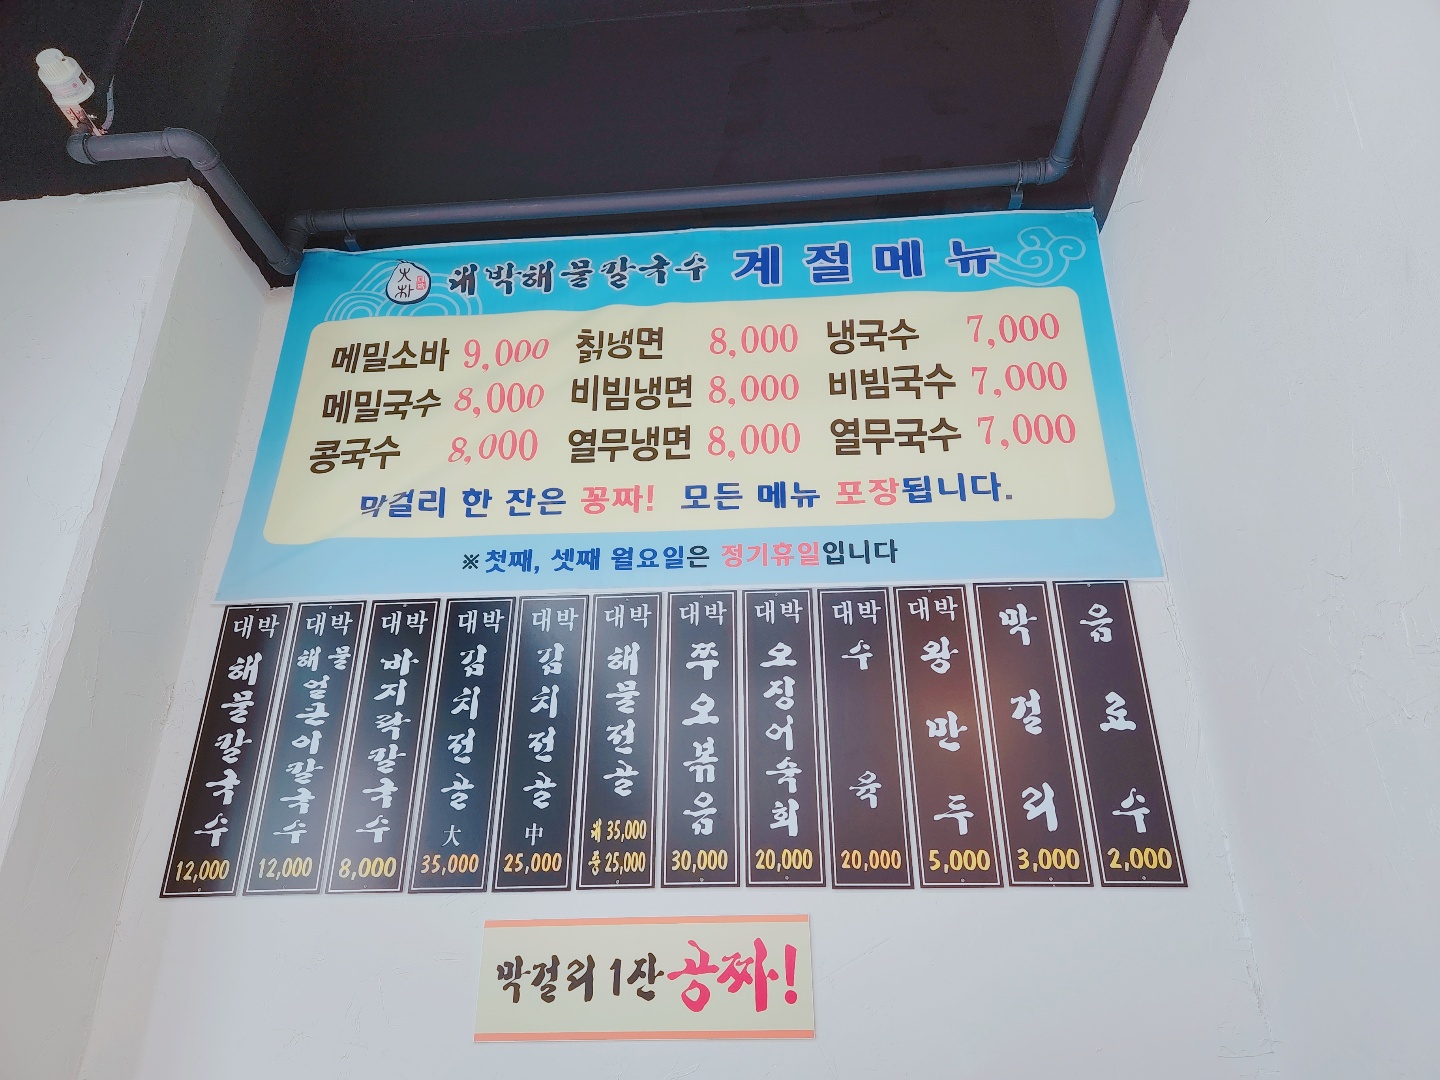 大朴 대박해물칼국수 계절메뉴
메밀소바 9,000 칡냉면 8,000 냉국수 7,000
메밀국수 8,000 비빔냉면 8,000 비빔국수 7,000
콩국수 8,000 열무냉면 8,000 열무국수 7,000
막걸리 한 잔은 꽁짜! 모든 메뉴 포장됩니다.
※첫째, 셋째 월요일은 정기휴일입니다
대박 해물칼국수 12,000
대박 해물얼큰이칼국수 12,000
대박 바지락칼국수 8,000
대박 김치전골 大 35,000
대박 김치전골 中 25,000
대박 해물전골 대 35,000 중 25,000
대박 쭈오볶음 30,000
대박 오징어숙회 20,000
대박 수육 20,000
대박 왕만두 5,000
막걸리 3,000
음료수 2,000
막걸리 1잔 공짜!